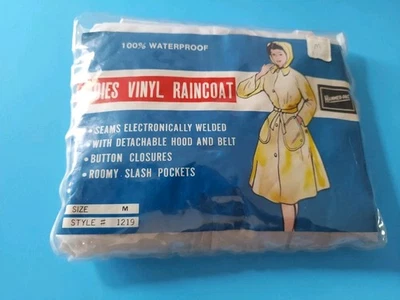 100% WATERPROOF
DIES VINYL RAINCOAT
• SEAMS ELECTRONICALLY WELDED
• WITH DETACHABLE HOOD AND BELT
• BUTTON CLOSURES
• ROOMY SLASH POCKETS
SIZE M
STYLE # 1219